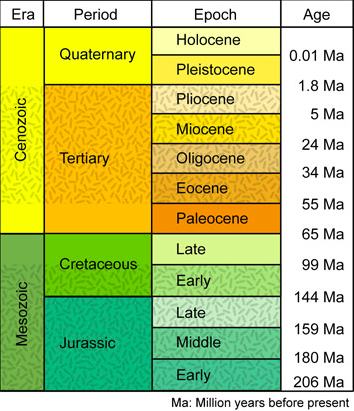 Era Period Epoch Age
Cenozoic
Quaternary
Holocene
0.01 Ma
Pleistocene
1.8 Ma
Tertiary
Pliocene
5 Ma
Miocene
24 Ma
Oligocene
34 Ma
Eocene
55 Ma
Paleocene
65 Ma
Mesozoic
Cretaceous
Late
99 Ma
Early
144 Ma
Jurassic
Late
159 Ma
Middle
180 Ma
Early
206 Ma
Ma: Million years before present